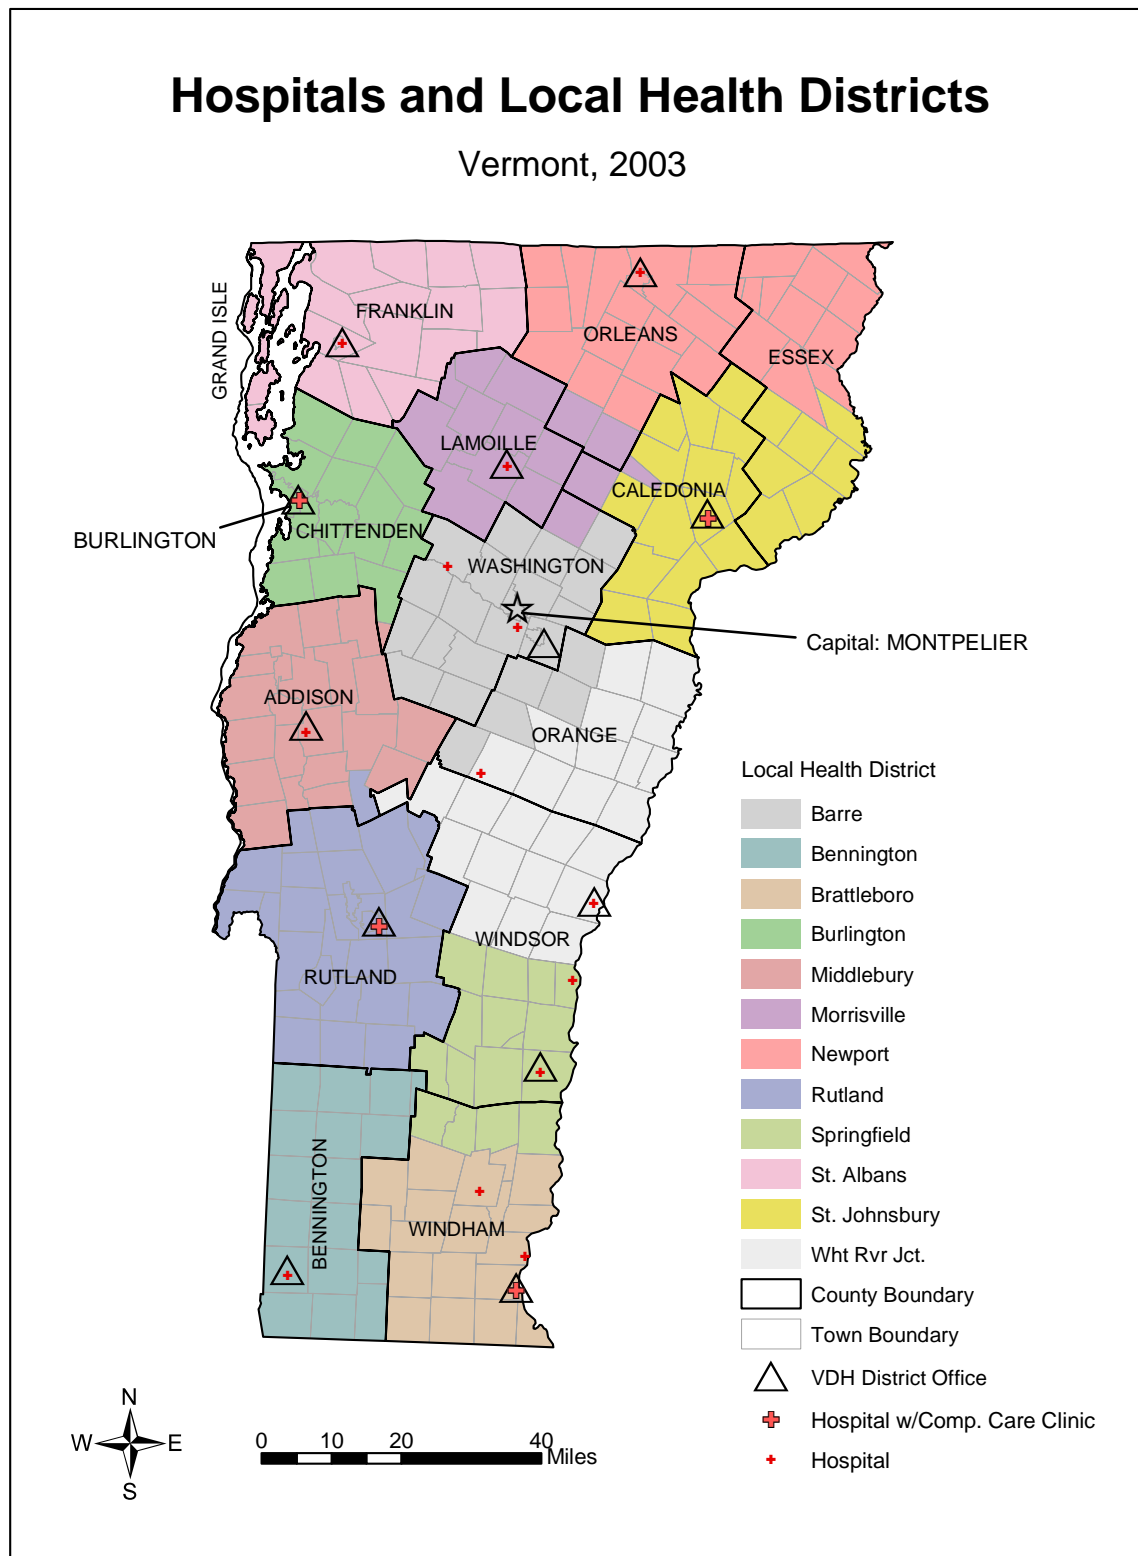 Hospitals and Local Health Districts
Vermont, 2003
GRAND ISLE
FRANKLIN
ORLEANS
ESSEX
LAMOILLE
CALEDONIA
BURLINGTON
CHITTENDEN
WASHINGTON
Capital: MONTPELIER
ADDISON
ORANGE
WINDSOR
RUTLAND
BENNINGTON
WINDHAM
Local Health District
Barre
Bennington
Brattleboro
Burlington
Middlebury
Morrisville
Newport
Rutland
Springfield
St. Albans
St. Johnsbury
Wht Rvr Jct.
County Boundary
Town Boundary
VDH District Office
Hospital w/Comp. Care Clinic
Hospital
N
W E
S
0 10 20 40
Miles